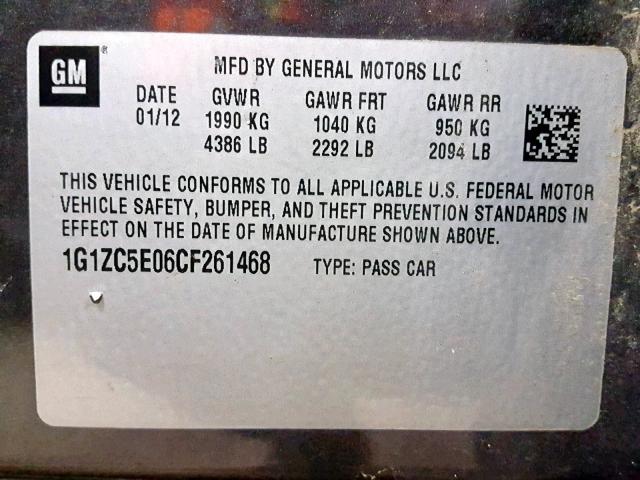 GM ®
MFD BY GENERAL MOTORS LLC
DATE GVWR GAWR FRT GAWR RR
01/12 1990 KG 1040 KG 950 KG
4386 LB 2292 LB 2094 LB
THIS VEHICLE CONFORMS TO ALL APPLICABLE U.S. FEDERAL MOTOR
VEHICLE SAFETY, BUMPER, AND THEFT PREVENTION STANDARDS IN
EFFECT ON THE DATE OF MANUFACTURE SHOWN ABOVE.
1G1ZC5E06CF261468 TYPE: PASS CAR